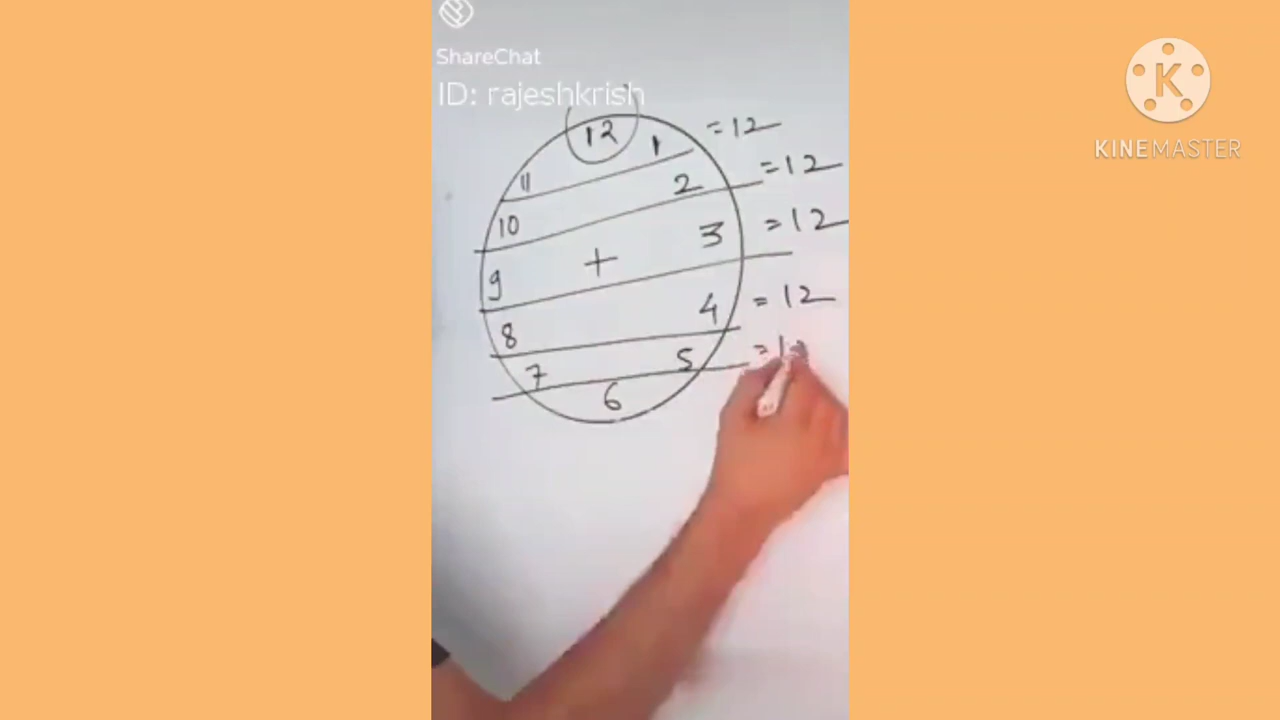 ShareChat
ID: rajeshkrish
KINEMASTER
12
11 1 =12
10 2 =12
9 + 3 =12
8 4 =12
7 5
6